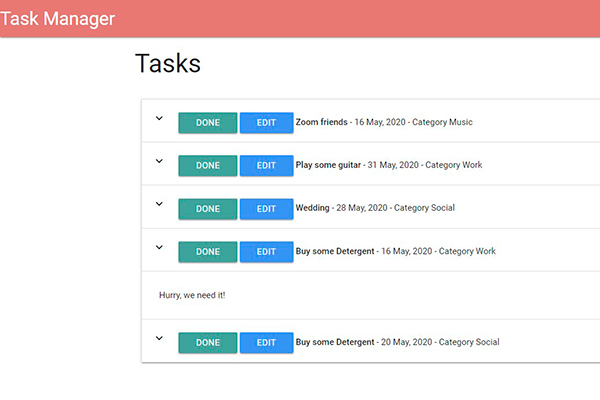 Task Manager
Tasks
DONE EDIT Zoom friends - 16 May, 2020 - Category Music
DONE EDIT Play some guitar - 31 May, 2020 - Category Work
DONE EDIT Wedding - 28 May, 2020 - Category Social
DONE EDIT Buy some Detergent - 16 May, 2020 - Category Work
Hurry, we need it!
DONE EDIT Buy some Detergent - 20 May, 2020 - Category Social